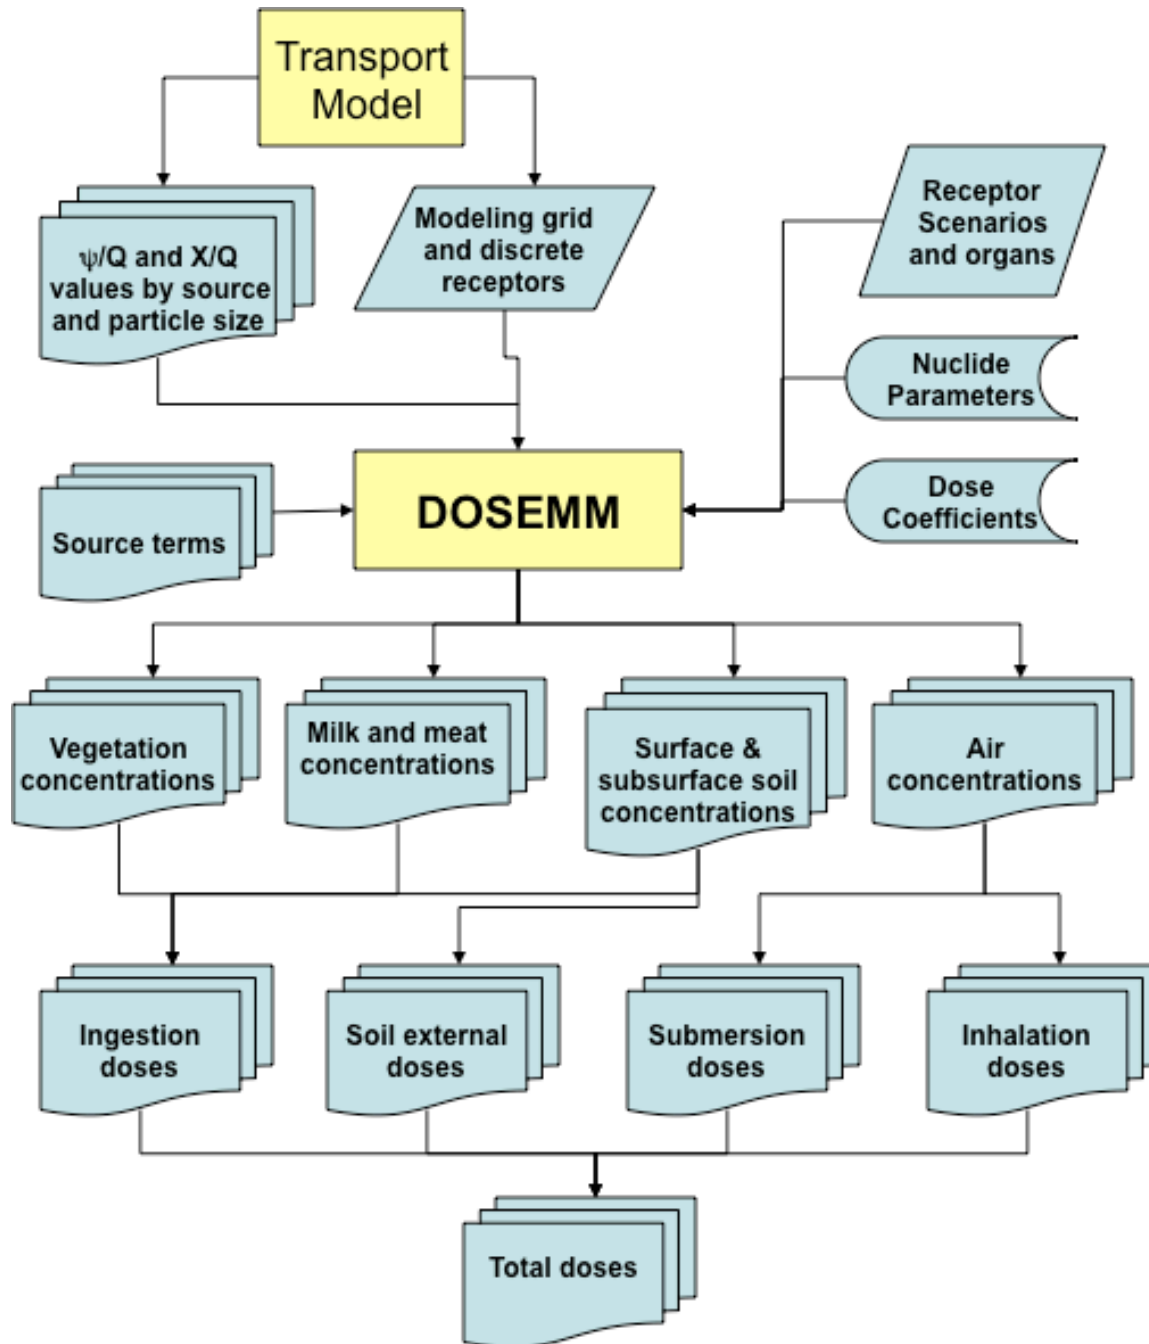 Transport
Model
ψ/Q and X/Q
values by source
and particle size
Modeling grid
and discrete
receptors
Receptor
Scenarios
and organs
Nuclide
Parameters
Dose
Coefficients
Source terms
DOSEMM
Vegetation
concentrations
Milk and meat
concentrations
Surface &
subsurface soil
concentrations
Air
concentrations
Ingestion
doses
Soil external
doses
Submersion
doses
Inhalation
doses
Total doses